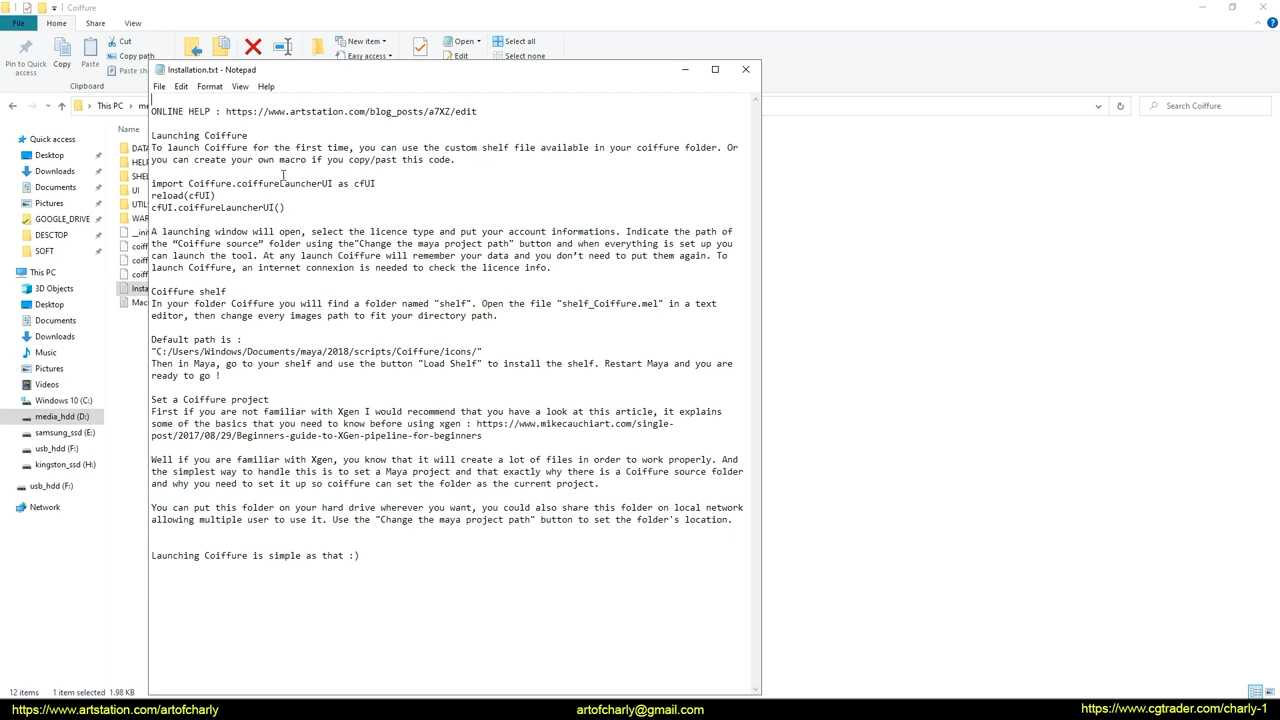 Coiffure
File Home Share View
Pin to Quick access
Copy
Paste
Cut
Copy path
Paste sh
Clipboard
New item
Easy access
Open
Edit
Select all
Select none
This PC
me
Search Coiffure
Installation.txt - Notepad
File Edit Format View Help
Quick access
Desktop
Downloads
Documents
Pictures
GOOGLE_DRIVE
DESCTOP
SOFT
This PC
3D Objects
Desktop
Documents
Downloads
Music
Pictures
Videos
Windows 10 (C:)
media_hdd (D:)
samsung_ssd (E:)
usb_hdd (F:)
kingston_ssd (H:)
usb_hdd (F:)
Network
Name
DATA
HELP
SHEL
UI
UTIL
WAR
__ini
coiff
coiff
coiff
Insta
Mac
ONLINE HELP : https://www.artstation.com/blog_posts/a7XZ/edit
Launching Coiffure
To launch Coiffure for the first time, you can use the custom shelf file available in your coiffure folder. Or
you can create your own macro if you copy/past this code.
import Coiffure.coiffureLauncherUI as cfUI
reload(cfUI)
cfUI.coiffureLauncherUI()
A launching window will open, select the licence type and put your account informations. Indicate the path of
the “Coiffure source” folder using the"Change the maya project path" button and when everything is set up you
can launch the tool. At any launch Coiffure will remember your data and you don’t need to put them again. To
launch Coiffure, an internet connexion is needed to check the licence info.
Coiffure shelf
In your folder Coiffure you will find a folder named "shelf". Open the file "shelf_Coiffure.mel" in a text
editor, then change every images path to fit your directory path.
Default path is :
"C:/Users/Windows/Documents/maya/2018/scripts/Coiffure/icons/"
Then in Maya, go to your shelf and use the button "Load Shelf" to install the shelf. Restart Maya and you are
ready to go !
Set a Coiffure project
First if you are not familiar with Xgen I would recommend that you have a look at this article, it explains
some of the basics that you need to know before using xgen : https://www.mikecauchiart.com/single-
post/2017/08/29/Beginners-guide-to-XGen-pipeline-for-beginners
Well if you are familiar with Xgen, you know that it will create a lot of files in order to work properly. And
the simplest way to handle this is to set a Maya project and that exactly why there is a Coiffure source folder
and why you need to set it up so coiffure can set the folder as the current project.
You can put this folder on your hard drive wherever you want, you could also share this folder on local network
allowing multiple user to use it. Use the "Change the maya project path" button to set the folder's location.
Launching Coiffure is simple as that :)
12 items 1 item selected 1.98 KB
https://www.artstation.com/artofcharly
artofcharly@gmail.com
https://www.cgtrader.com/charly-1